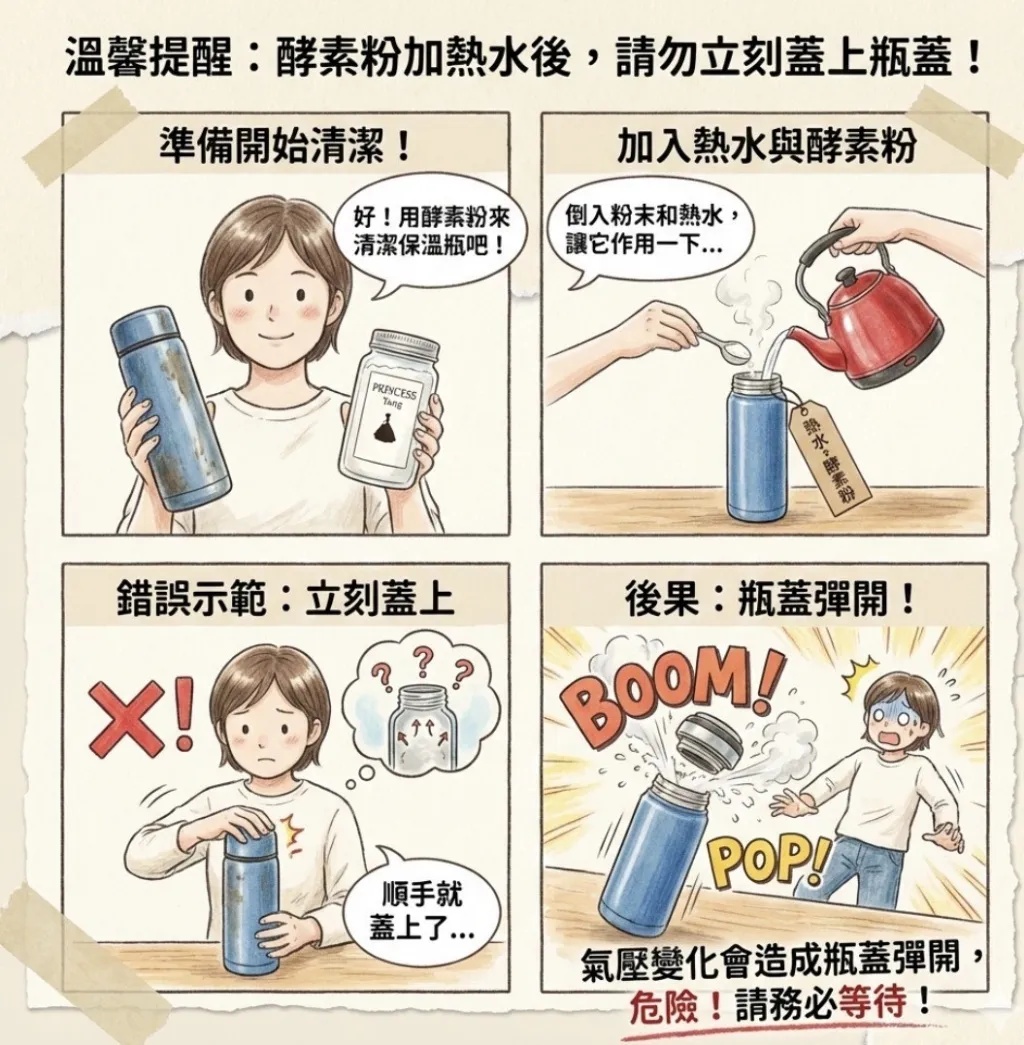 溫馨提醒：酵素粉加熱水後，請勿立刻蓋上瓶蓋！
準備開始清潔！
好！用酵素粉來
清潔保溫瓶吧！
PRINCESS
Tang
加入熱水與酵素粉
倒入粉末和熱水，
讓它作用一下...
熱水。酵素粉
錯誤示範：立刻蓋上
？？？
順手就
蓋上了...
後果：瓶蓋彈開！
BOOM!
POP!
氣壓變化會造成瓶蓋彈開，
危險！請務必等待！